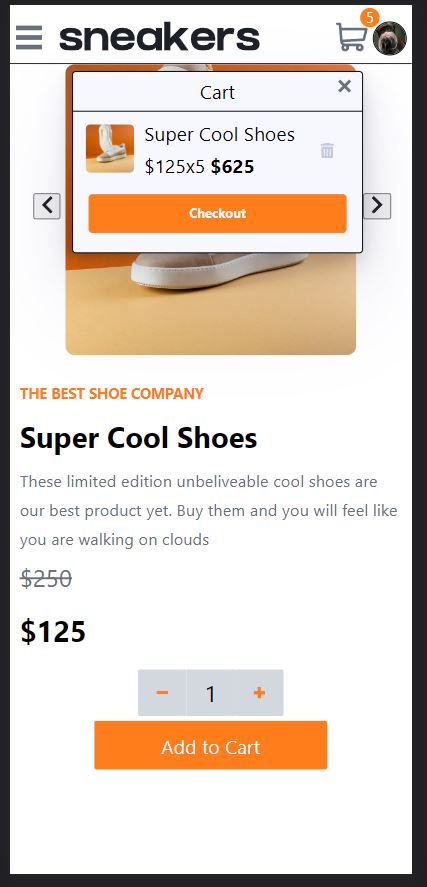 sneakers
5
Cart
Super Cool Shoes
$125x5 $625
Checkout
THE BEST SHOE COMPANY
Super Cool Shoes
These limited edition unbeliveable cool shoes are
our best product yet. Buy them and you will feel like
you are walking on clouds
$250
$125
− 1 +
Add to Cart